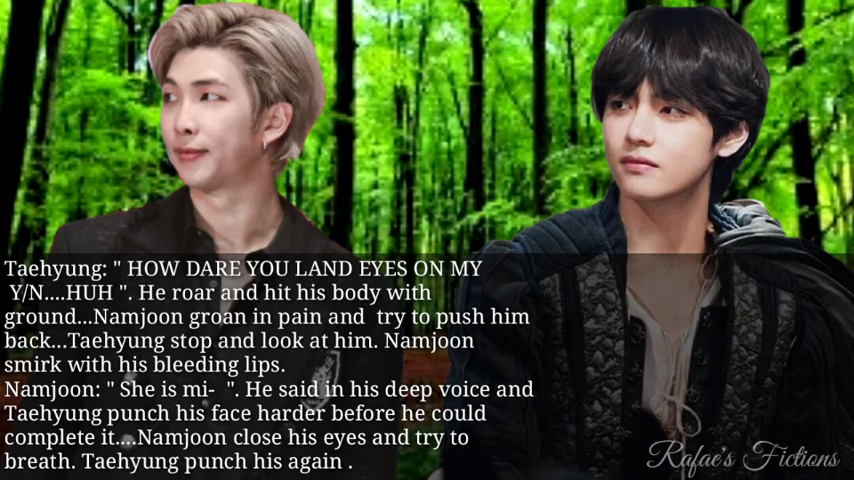 Taehyung: " HOW DARE YOU LAND EYES ON MY
Y/N....HUH ". He roar and hit his body with
ground...Namjoon groan in pain and try to push him
back...Taehyung stop and look at him. Namjoon
smirk with his bleeding lips.
Namjoon: " She is mi- ". He said in his deep voice and
Taehyung punch his face harder before he could
complete it....Namjoon close his eyes and try to
breath. Taehyung punch his again .
Rafae's Fictions